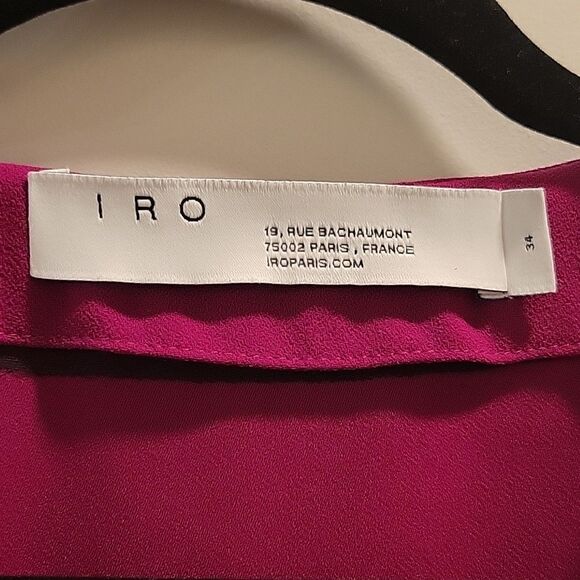 IRO
19, RUE BACHAUMONT
75002 PARIS, FRANCE
IROPARIS.COM
34